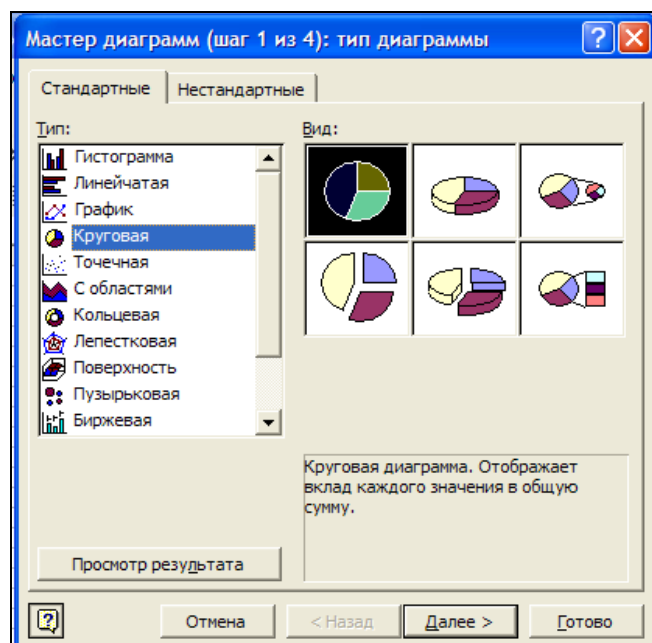 Мастер диаграмм (шаг 1 из 4): тип диаграммы
Стандартные
Нестандартные
Тип:
Вид:
Гистограмма
Линейчатая
График
Круговая
Точечная
С областями
Кольцевая
Лепестковая
Поверхность
Пузырьковая
Биржевая
Круговая диаграмма. Отображает
вклад каждого значения в общую
сумму.
Просмотр результата
Отмена
< Назад
Далее >
Готово